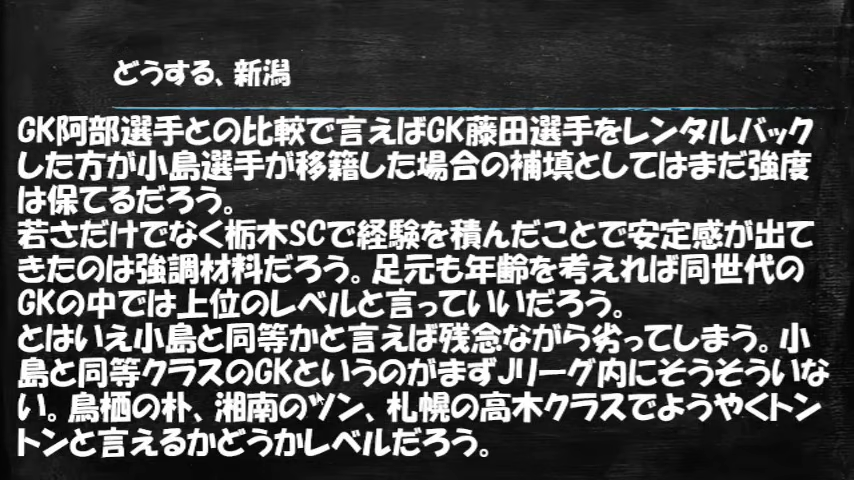 どうする、新潟
GK阿部選手との比較で言えばGK藤田選手をレンタルバック
した方が小島選手が移籍した場合の補填としてはまだ強度
は保てるだろう。
若さだけでなく栃木SCで経験を積んだことで安定感が出て
きたのは強調材料だろう。足元も年齢を考えれば同世代の
GKの中では上位のレベルと言っていいだろう。
とはいえ小島と同等かと言えば残念ながら劣ってしまう。小
島と同等クラスのGKというのがまずJリーグ内にそうそういな
い。鳥栖の朴、湘南のソン、札幌の高木クラスでようやくトン
トンと言えるかどうかレベルだろう。